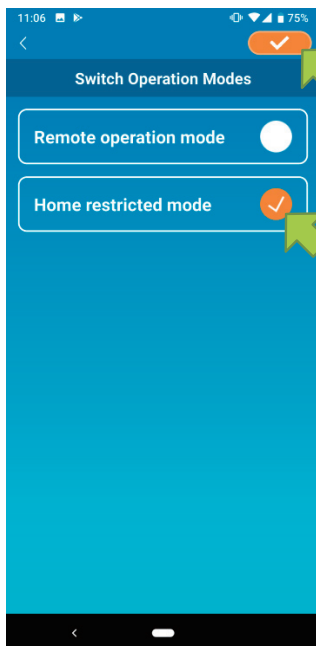 11:06 75%
Switch Operation Modes
Remote operation mode
Home restricted mode